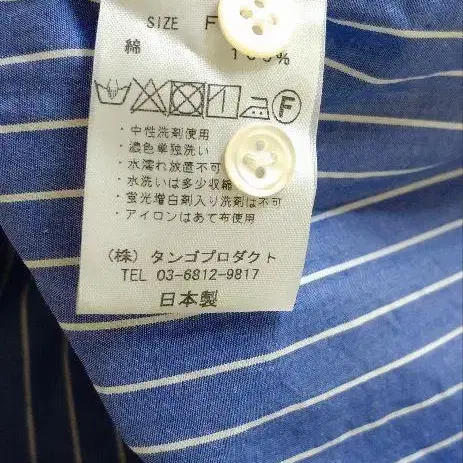 SIZE F
綿 100%
F
・中性洗剤使用
・濃色単独洗い
・水濡れ放置不可
・水洗いは多少収縮
・蛍光増白剤入り洗剤は不可
・アイロンはあて布使用
(株) タンゴプロダクト
TEL 03-6812-9817
日本製